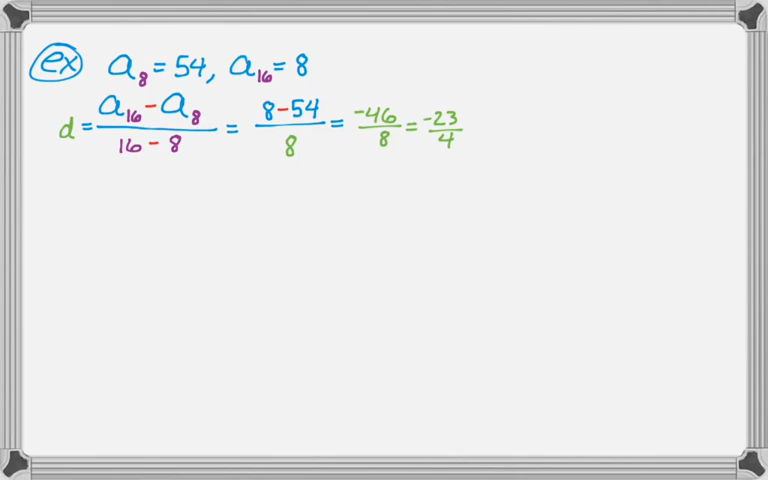 ex a₈ = 54, a₁₆ = 8
d = (a₁₆ - a₈)/(16 - 8) = (8 - 54)/8 = -46/8 = -23/4